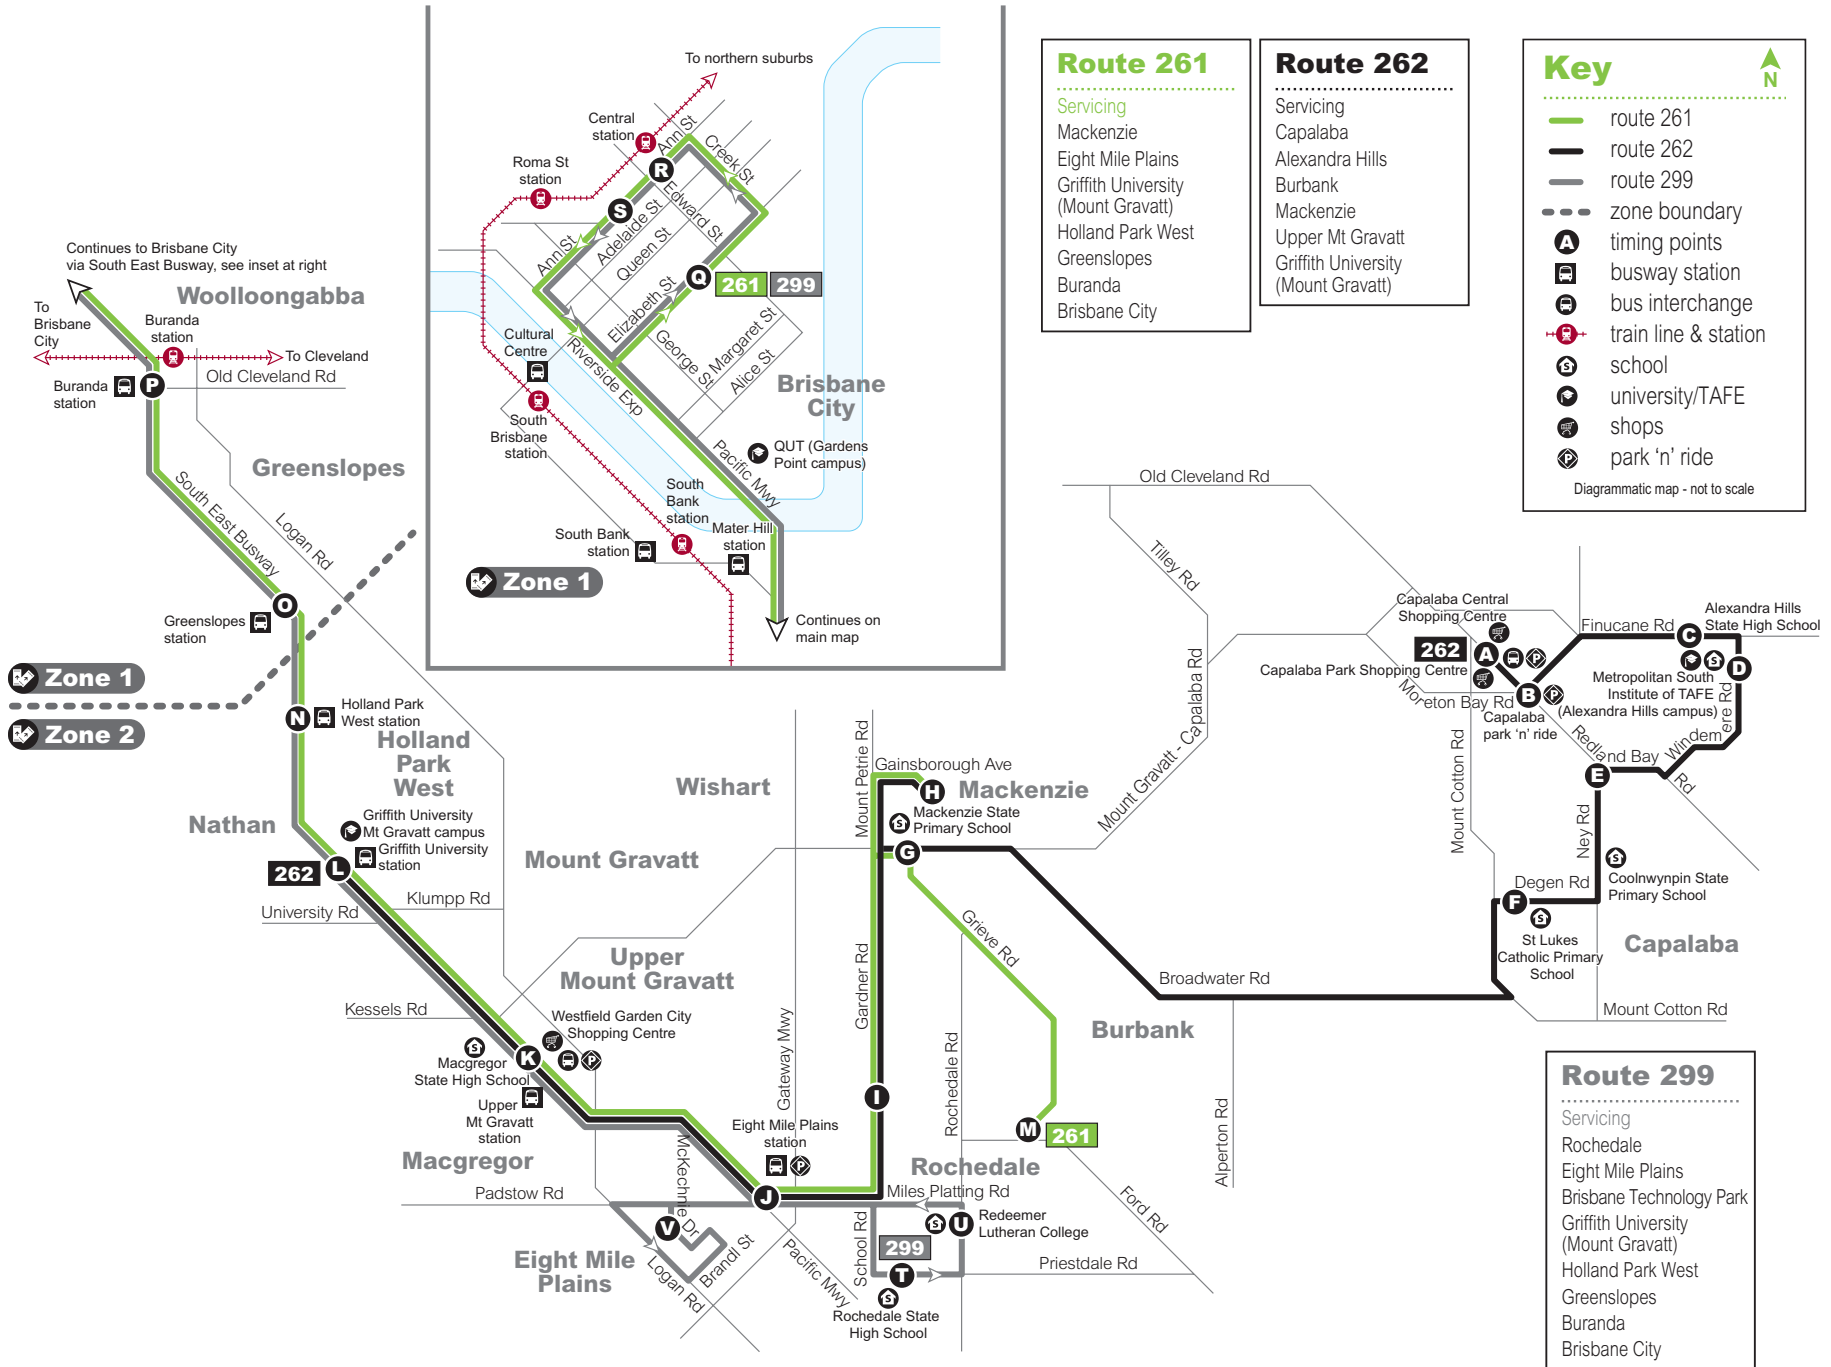 Continues to Brisbane City
via South East Busway, see inset at right
Woolloongabba
To
Brisbane
City
Buranda
station
To Cleveland
Buranda
station
P
Old Cleveland Rd
Greenslopes
South East Busway
Logan Rd
O
Greenslopes
station
Zone 1
Zone 2
N
Holland Park
West station
Holland
Park
West
Nathan
Griffith University
Mt Gravatt campus
Griffith University
station
262
L
University Rd
Klumpp Rd
Mount Gravatt
Wishart
Upper
Mount Gravatt
Kessels Rd
Westfield Garden City
Shopping Centre
K
Macgregor
State High School
Upper
Mt Gravatt
station
Macgregor
Padstow Rd
McKechnie Dr
V
Brandl St
Logan Rd
Eight Mile
Plains
Eight Mile Plains
station
J
Pacific Mwy
Gateway Mwy
To northern suburbs
Central
station
Roma St
station
Ann St
Creek St
R
S
Edward St
Adelaide St
Queen St
Ann St
Elizabeth St
Q
261
299
Cultural
Centre
Riverside Exp
George St
Margaret St
Alice St
Brisbane
City
South
Brisbane
station
QUT (Gardens
Point campus)
Pacific Mwy
South
Bank
station
South Bank
station
Mater Hill
station
Zone 1
Continues on
main map
Route 261
Servicing
Mackenzie
Eight Mile Plains
Griffith University
(Mount Gravatt)
Holland Park West
Greenslopes
Buranda
Brisbane City
Route 262
Servicing
Capalaba
Alexandra Hills
Burbank
Mackenzie
Upper Mt Gravatt
Griffith University
(Mount Gravatt)
Key
N
route 261
route 262
route 299
zone boundary
A timing points
busway station
bus interchange
train line & station
school
university/TAFE
shops
park ‘n’ ride
Diagrammatic map - not to scale
Old Cleveland Rd
Tilley Rd
Mount Gravatt - Capalaba Rd
Capalaba Central
Shopping Centre
262
A
Capalaba Park Shopping Centre
Moreton Bay Rd
B
Capalaba
park ‘n’ ride
Finucane Rd
C
Alexandra Hills
State High School
D
Metropolitan South
Institute of TAFE
(Alexandra Hills campus)
Windemere Rd
Redland Bay Rd
E
Mount Cotton Rd
Ney Rd
Coolnwynpin State
Primary School
Degen Rd
F
St Lukes
Catholic Primary
School
Capalaba
Mount Cotton Rd
Broadwater Rd
Burbank
Alperton Rd
Mount Petrie Rd
Gainsborough Ave
H
Mackenzie
Mackenzie State
Primary School
G
Grieve Rd
Gardner Rd
I
Rochedale Rd
M
261
Rochedale
Miles Platting Rd
Ford Rd
U
Redeemer
Lutheran College
School Rd
299
T
Priestdale Rd
Rochedale State
High School
Route 299
Servicing
Rochedale
Eight Mile Plains
Brisbane Technology Park
Griffith University
(Mount Gravatt)
Holland Park West
Greenslopes
Buranda
Brisbane City